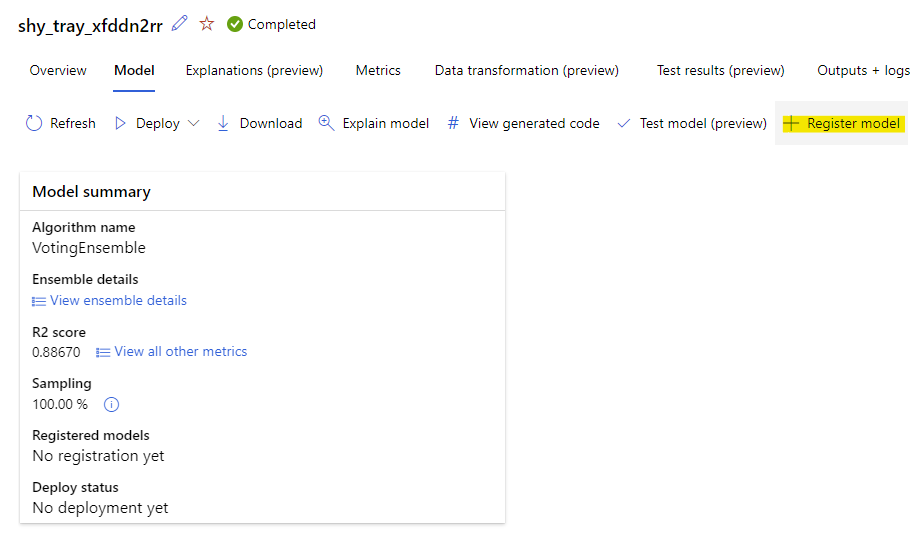 shy_tray_xfddn2rr Completed
Overview Model Explanations (preview) Metrics Data transformation (preview) Test results (preview) Outputs + logs
Refresh Deploy Download Explain model # View generated code Test model (preview) + Register model
Model summary
Algorithm name
VotingEnsemble
Ensemble details
View ensemble details
R2 score
0.88670 View all other metrics
Sampling
100.00 %
Registered models
No registration yet
Deploy status
No deployment yet